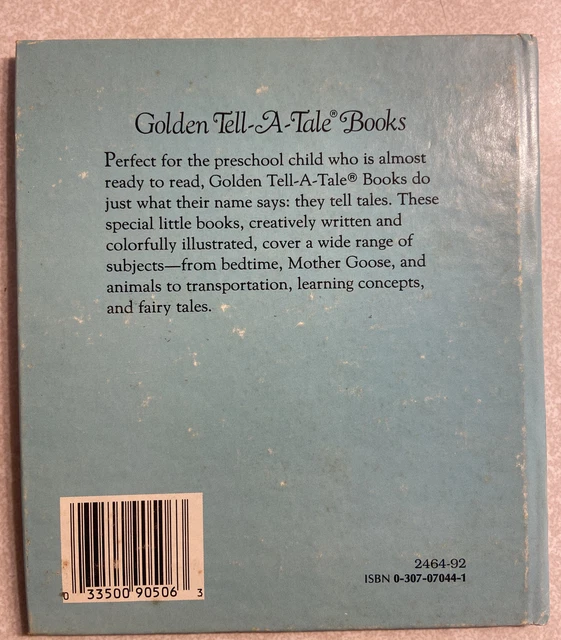 Golden Tell-A-Tale® Books
Perfect for the preschool child who is almost
ready to read, Golden Tell-A-Tale® Books do
just what their name says: they tell tales. These
special little books, creatively written and
colorfully illustrated, cover a wide range of
subjects—from bedtime, Mother Goose, and
animals to transportation, learning concepts,
and fairy tales.
0 33500 90506 3
2464-92
ISBN 0-307-07044-1